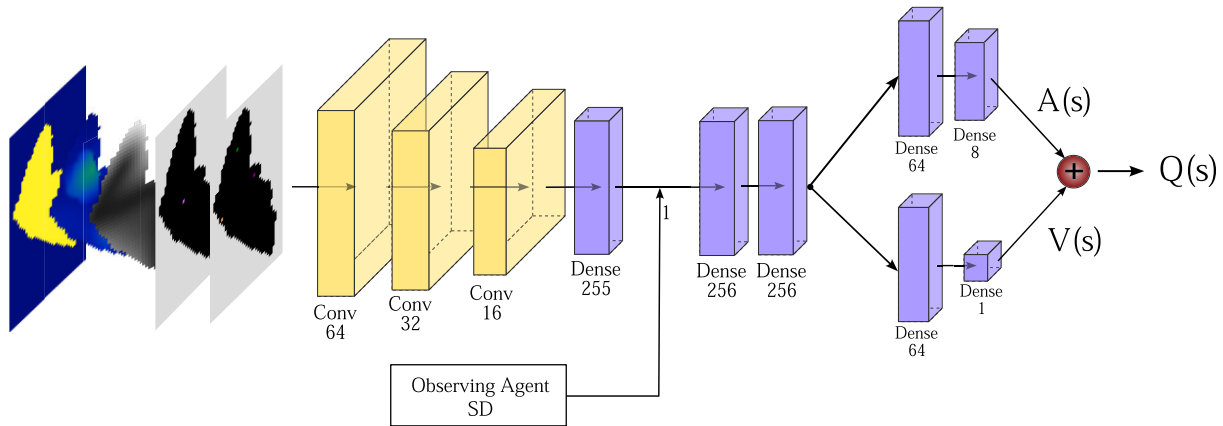 Conv
64
Conv
32
Conv
16
Dense
255
1
Observing Agent
SD
Dense
256
Dense
256
Dense
64
Dense
8
A(s)
Dense
64
Dense
1
V(s)
+
Q(s)